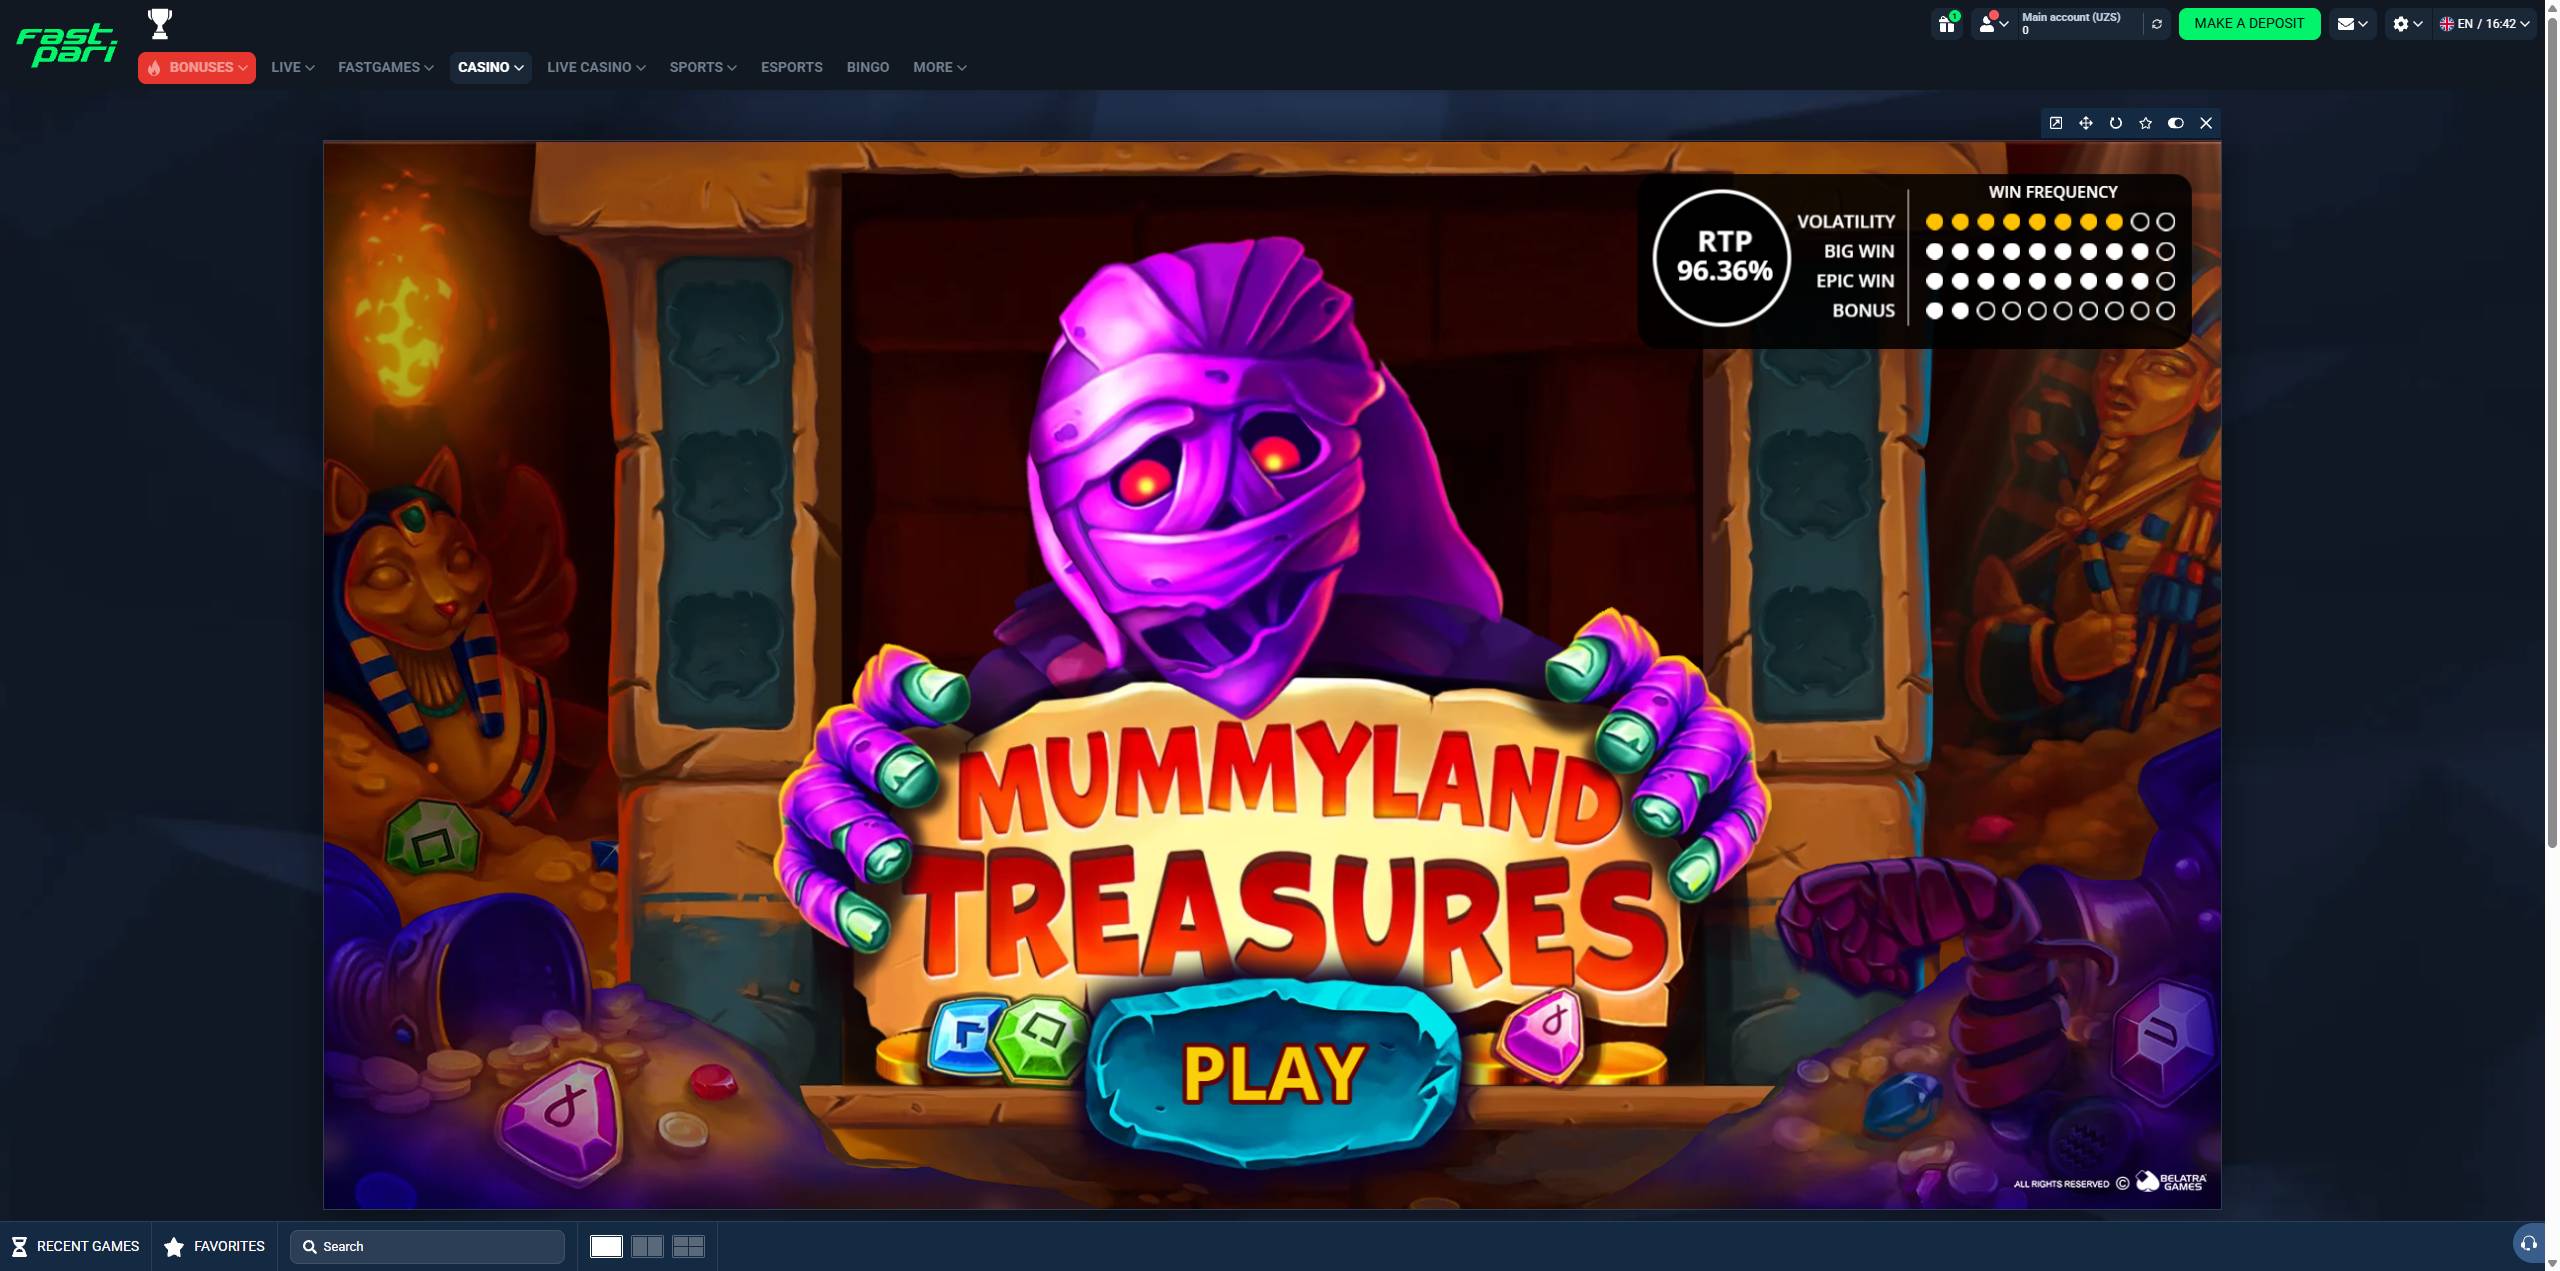 fast
pari
BONUSES
LIVE
FASTGAMES
CASINO
LIVE CASINO
SPORTS
ESPORTS
BINGO
MORE
1
Main account (UZS)
0
MAKE A DEPOSIT
EN / 16:42
RTP
96.36%
WIN FREQUENCY
VOLATILITY
BIG WIN
EPIC WIN
BONUS
MUMMYLAND
TREASURES
PLAY
ALL RIGHTS RESERVED © BELATRA GAMES
RECENT GAMES
FAVORITES
Search